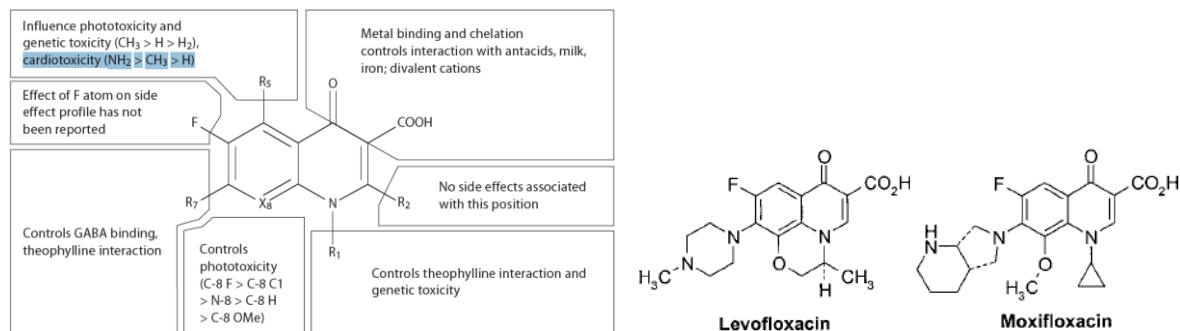 Influence phototoxicity and
genetic toxicity (CH3 > H > H2),
cardiotoxicity (NH2 > CH3 > H)
Effect of F atom on side
effect profile has not
been reported
Controls GABA binding,
theophylline interaction
Controls
phototoxicity
(C-8 F > C-8 C1
> N-8 > C-8 H
> C-8 OMe)
Metal binding and chelation
controls interaction with antacids, milk,
iron; divalent cations
No side effects associated
with this position
Controls theophylline interaction and
genetic toxicity
R5
O
F
COOH
R7
X8
N
R2
R1
O
F
CO2H
N
N
N
H3C
O
CH3
H
Levofloxacin
O
F
CO2H
HN
N
N
O
H3C
Moxifloxacin